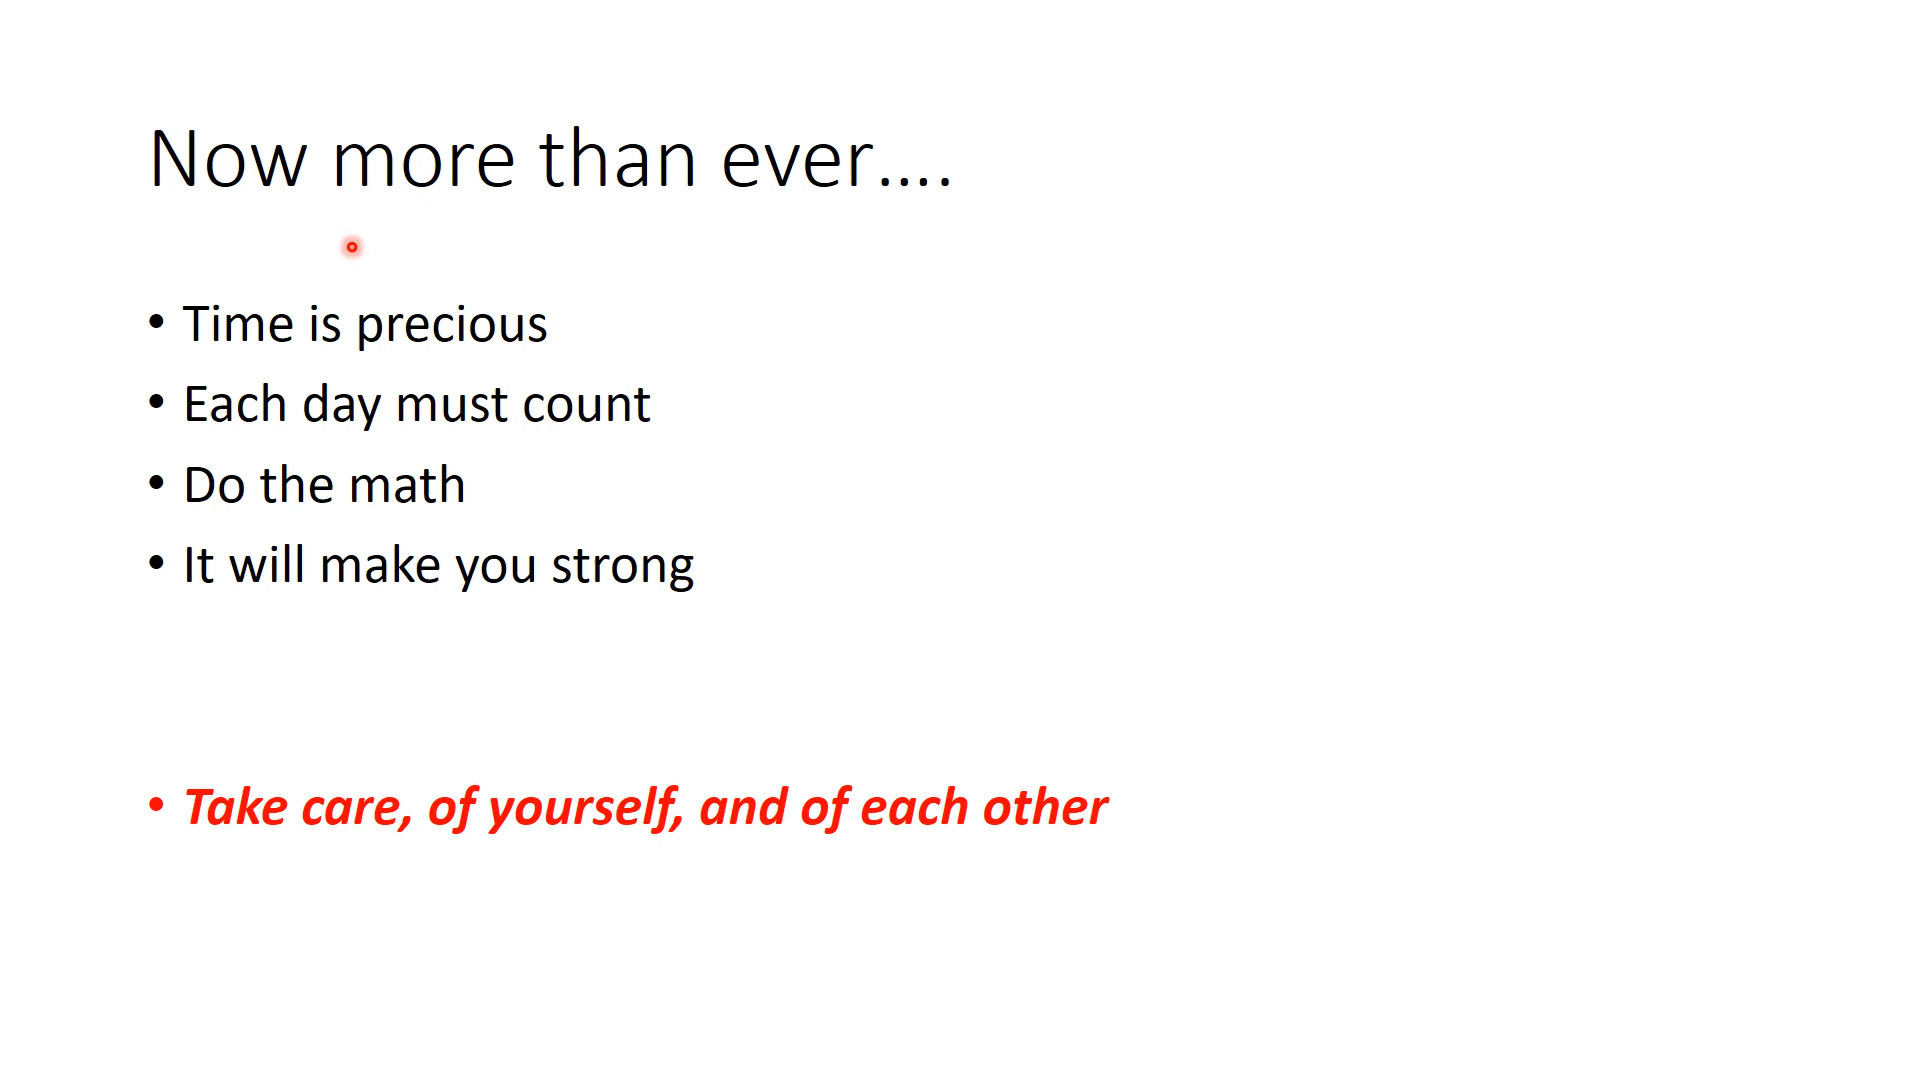 Now more than ever....
• Time is precious
• Each day must count
• Do the math
• It will make you strong
• Take care, of yourself, and of each other